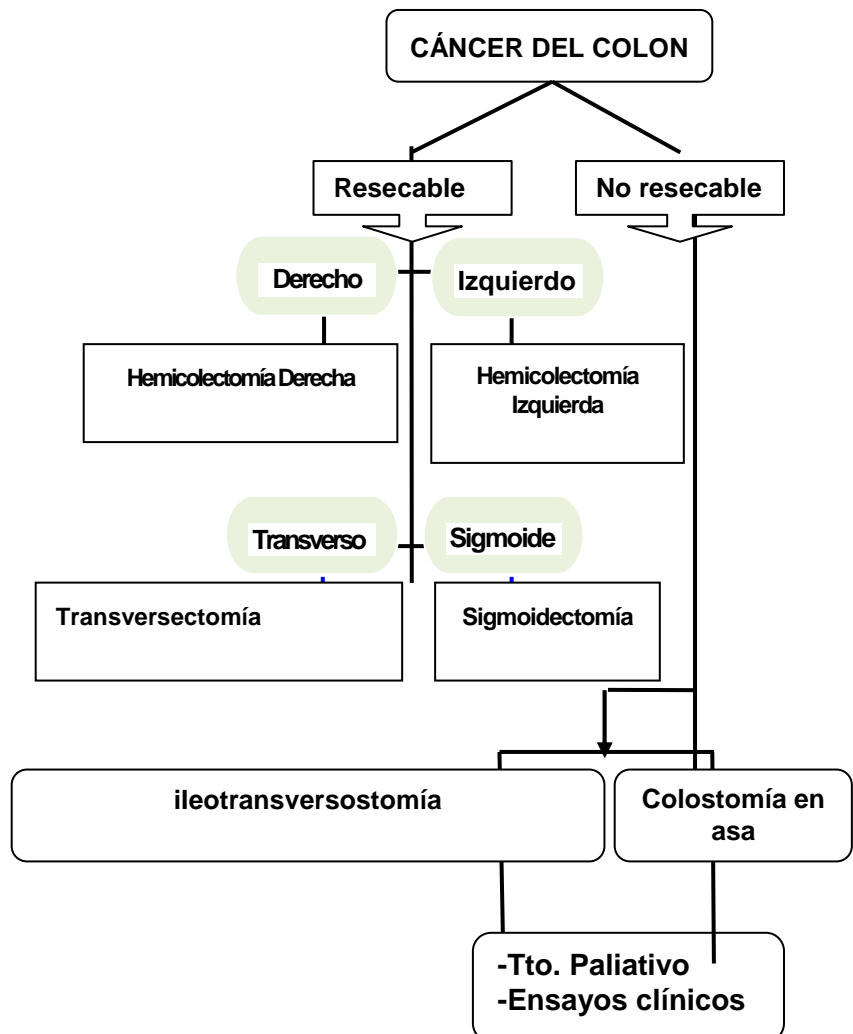 CÁNCER DEL COLON
Resecable
No resecable
Derecho
Izquierdo
Hemicolectomía Derecha
Hemicolectomía
Izquierda
Transverso
Sigmoide
Transversectomía
Sigmoidectomía
ileotransversostomía
Colostomía en
asa
-Tto. Paliativo
-Ensayos clínicos